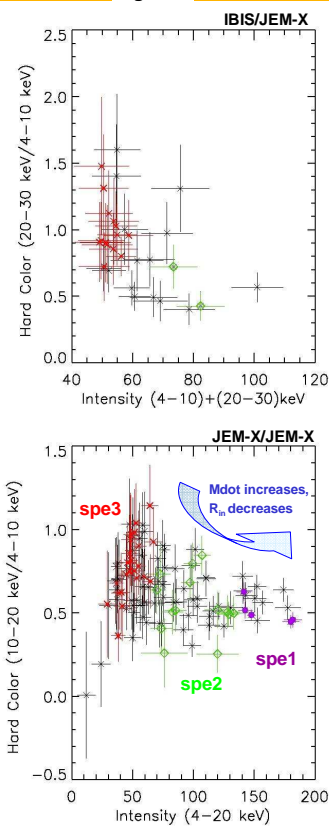 IBIS/JEM-X
2.5
2.0
1.5
1.0
0.5
0.0
Hard Color (20-30 keV/4-10 keV)
40 60 80 100 120
Intensity (4-10)+(20-30)keV
JEM-X/JEM-X
1.5
1.0
0.5
0.0
-0.5
Hard Color (10-20 keV/4-10 keV)
spe3
Mdot increases,
R_in decreases
spe1
spe2
0 50 100 150 200
Intensity (4-20 keV)